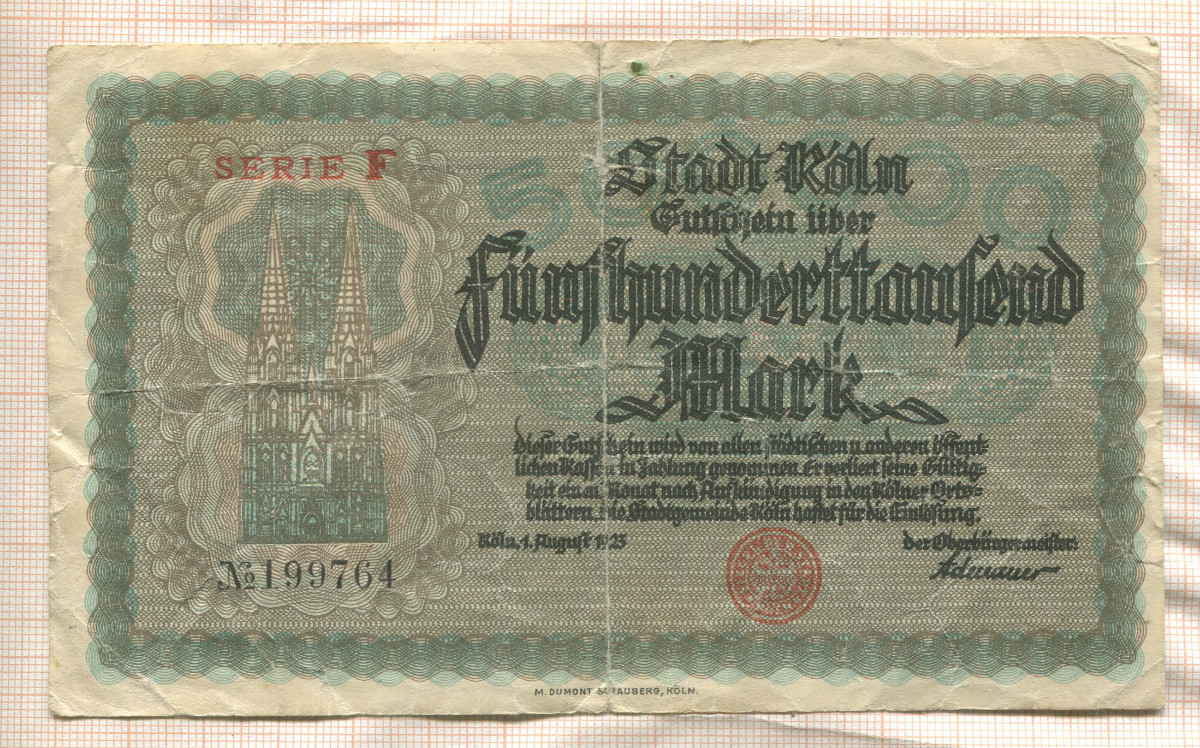 SERIE F
500000
Stadt Köln
Gutschein über
Fünfhunderttausend
Mark
Dieser Gutschein wird von allen städtischen u. anderen öffent-
lichen Kassen in Zahlung genommen. Er verliert seine Gültig-
keit einen Monat nach Aufkündigung in den Kölner Orts-
blättern. Die Stadtgemeinde Köln haftet für die Einlösung.
Köln, 1. August 1923
der Oberbürgermeister:
Adenauer
№199764
M. DUMONT SCHAUBERG, KÖLN.